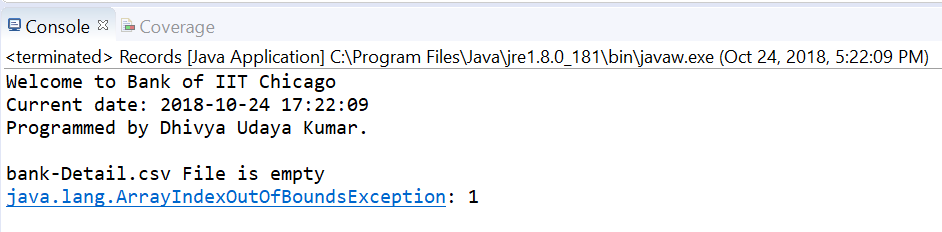 Console Coverage
<terminated> Records [Java Application] C:\Program Files\Java\jre1.8.0_181\bin\javaw.exe (Oct 24, 2018, 5:22:09 PM)
Welcome to Bank of IIT Chicago
Current date: 2018-10-24 17:22:09
Programmed by Dhivya Udaya Kumar.
bank-Detail.csv File is empty
java.lang.ArrayIndexOutOfBoundsException: 1